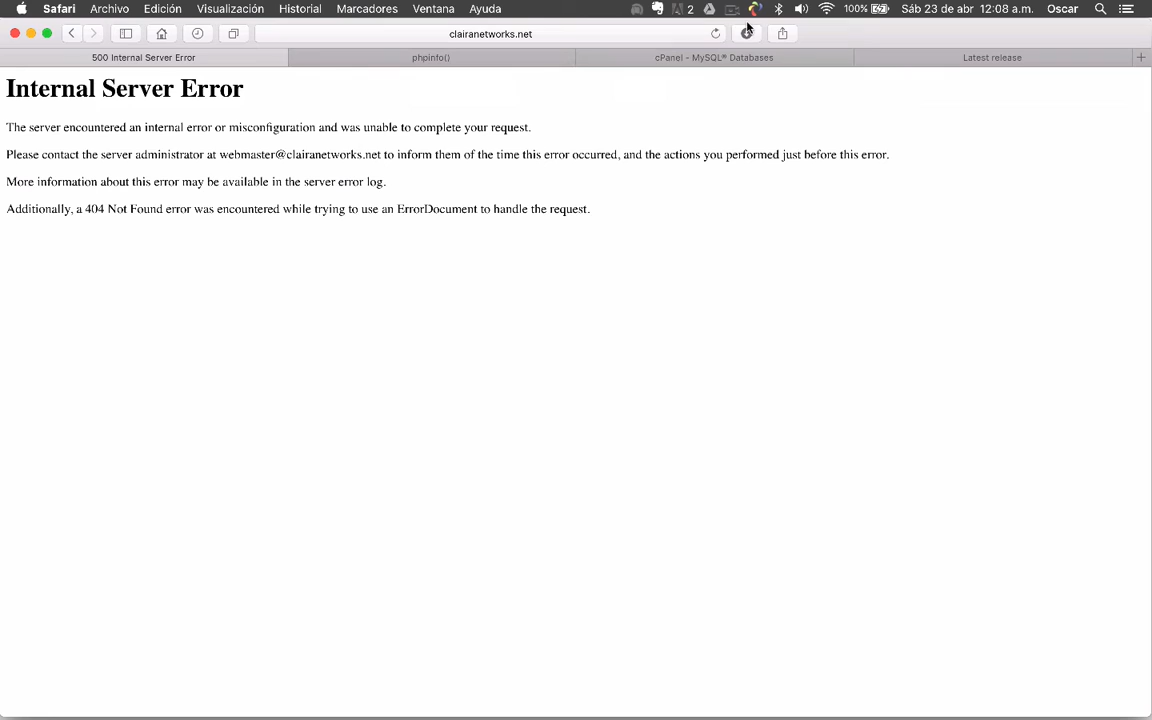 Safari Archivo Edición Visualización Historial Marcadores Ventana Ayuda 2 100% Sáb 23 de abr 12:08 a.m. Oscar
clairanetworks.net
500 Internal Server Error phpinfo() cPanel - MySQL® Databases Latest release
Internal Server Error
The server encountered an internal error or misconfiguration and was unable to complete your request.
Please contact the server administrator at webmaster@clairanetworks.net to inform them of the time this error occurred, and the actions you performed just before this error.
More information about this error may be available in the server error log.
Additionally, a 404 Not Found error was encountered while trying to use an ErrorDocument to handle the request.